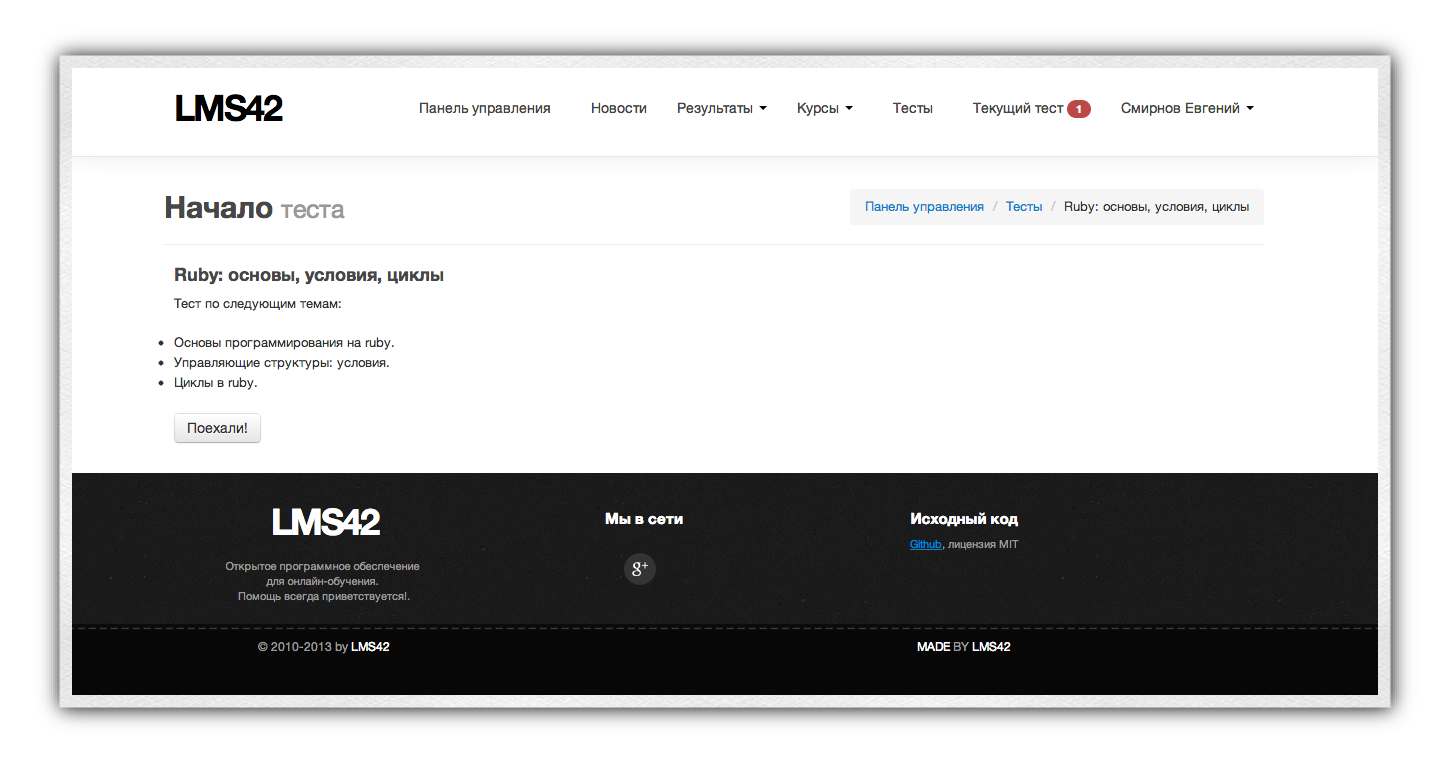 LMS42
Панель управления Новости Результаты Курсы Тесты Текущий тест 1 Смирнов Евгений
Начало теста
Панель управления / Тесты / Ruby: основы, условия, циклы
Ruby: основы, условия, циклы
Тест по следующим темам:
Основы программирования на ruby.
Управляющие структуры: условия.
Циклы в ruby.
Поехали!
LMS42
Открытое программное обеспечение
для онлайн-обучения.
Помощь всегда приветствуется!.
Мы в сети
g+
Исходный код
Github, лицензия MIT
© 2010-2013 by LMS42
MADE BY LMS42